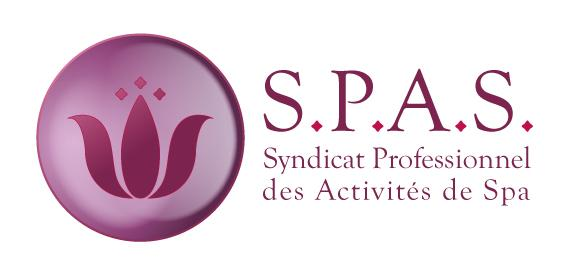 S.P.A.S.
Syndicat Professionnel
des Activités de Spa